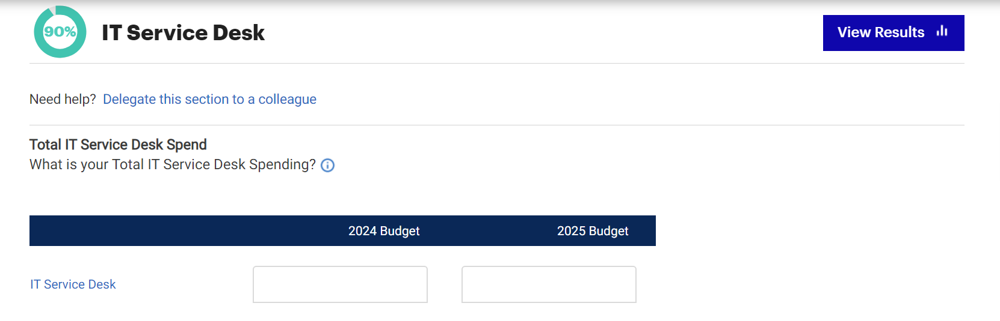 90% IT Service Desk View Results
Need help? Delegate this section to a colleague
Total IT Service Desk Spend
What is your Total IT Service Desk Spending?
2024 Budget 2025 Budget
IT Service Desk